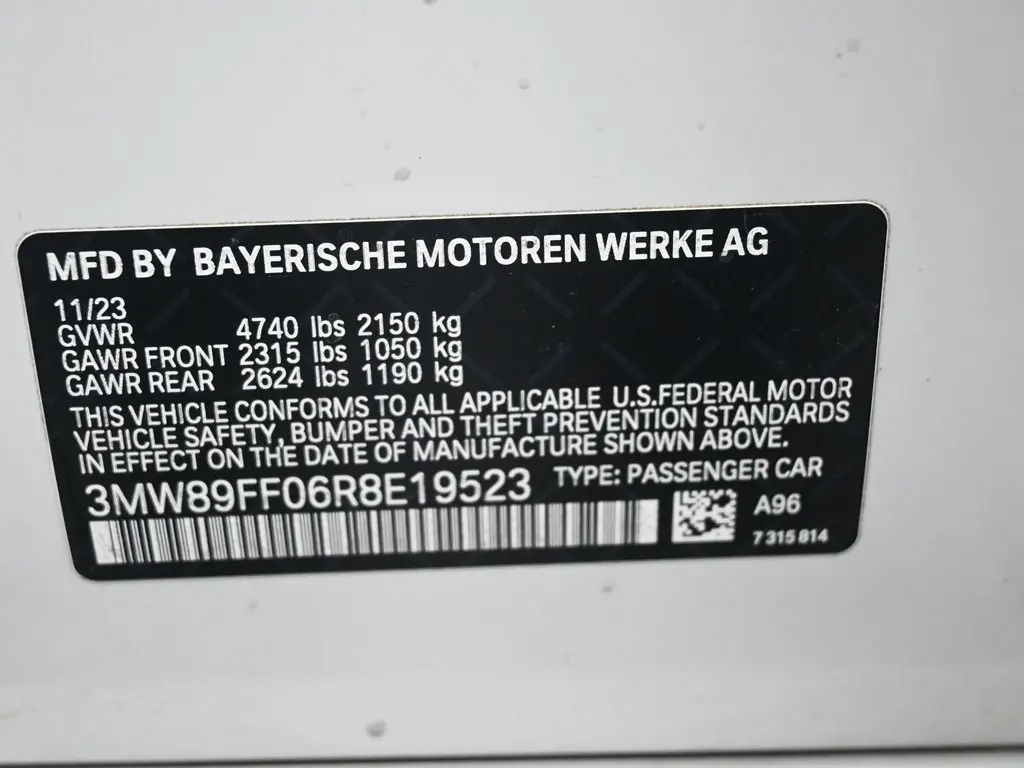 MFD BY BAYERISCHE MOTOREN WERKE AG
11/23
GVWR 4740 lbs 2150 kg
GAWR FRONT 2315 lbs 1050 kg
GAWR REAR 2624 lbs 1190 kg
THIS VEHICLE CONFORMS TO ALL APPLICABLE U.S.FEDERAL MOTOR
VEHICLE SAFETY, BUMPER AND THEFT PREVENTION STANDARDS
IN EFFECT ON THE DATE OF MANUFACTURE SHOWN ABOVE.
3MW89FF06R8E19523 TYPE: PASSENGER CAR
A96
7 315 814